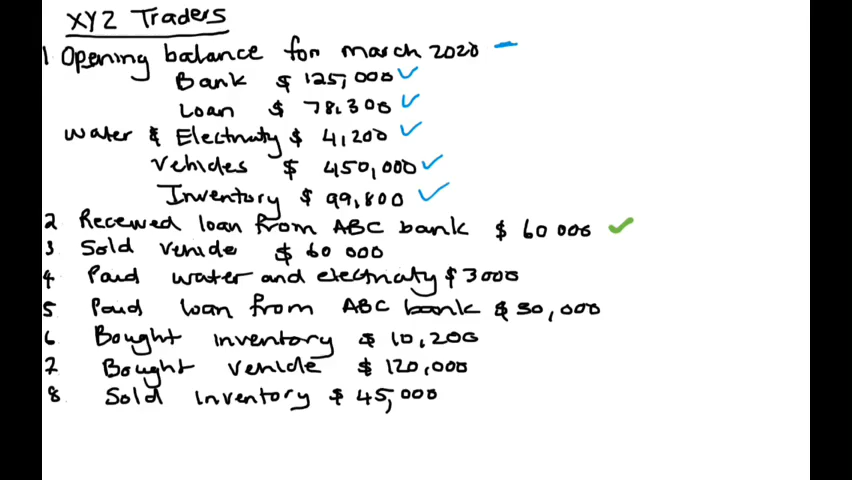 XYZ Traders
1 Opening balance for march 2020
Bank $ 125,000
Loan $ 78,300
Water & Electricity $ 4,200
Vehicles $ 450,000
Inventory $ 99,800
2 Received loan from ABC bank $ 60 000
3 Sold vehicle $ 60 000
4 Paid water and electricity $ 3000
5 Paid loan from ABC bank $ 30,000
6 Bought inventory $ 10,200
7 Bought vehicle $ 120,000
8 Sold inventory $ 45,000